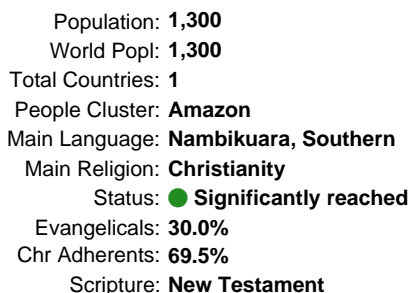 Population: 1,300
World Popl: 1,300
Total Countries: 1
People Cluster: Amazon
Main Language: Nambikuara, Southern
Main Religion: Christianity
Status: Significantly reached
Evangelicals: 30.0%
Chr Adherents: 69.5%
Scripture: New Testament